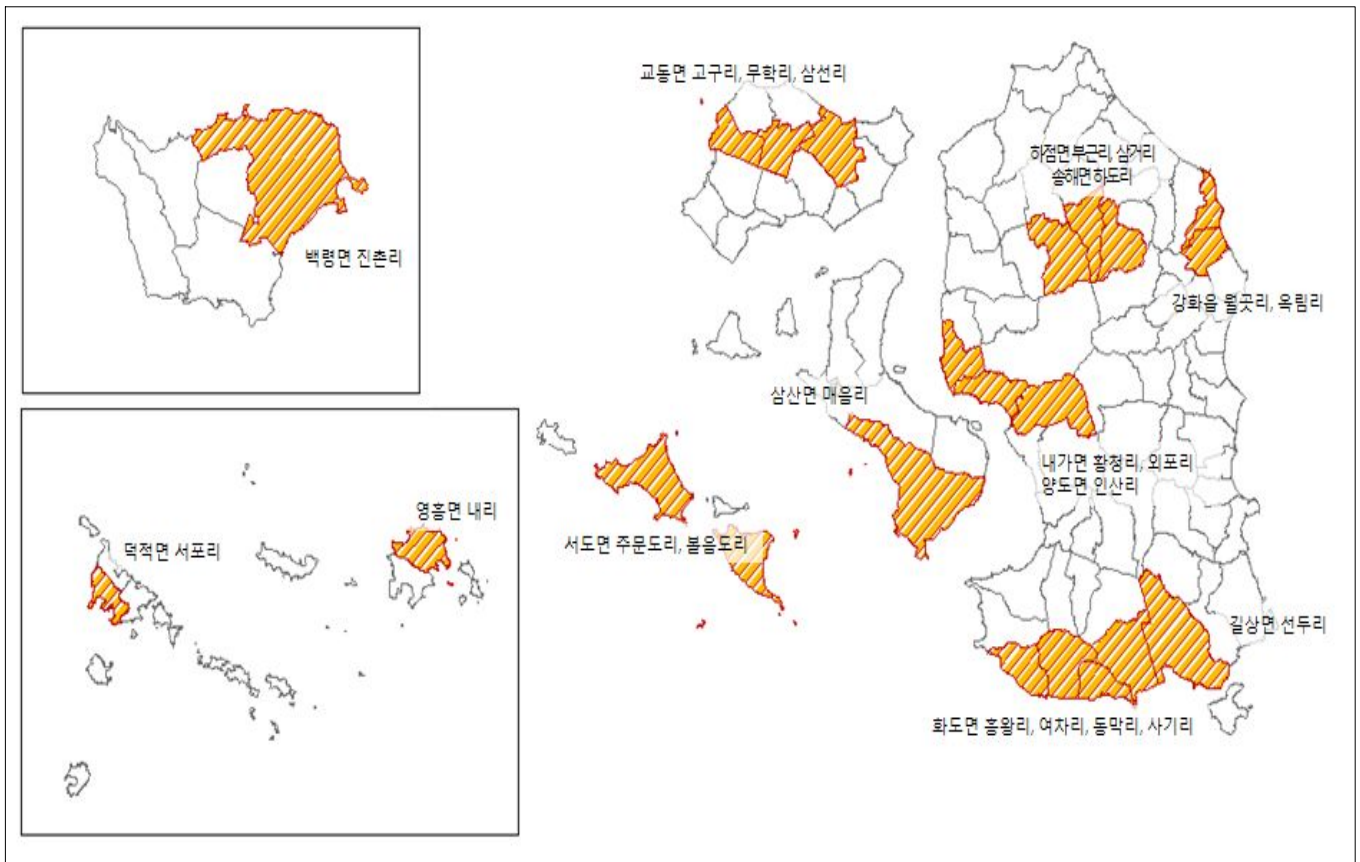 교동면 고구리, 무학리, 삼선리
하점면 부근리, 삼거리
송해면 하도리
백령면 진촌리
강화읍 월곳리, 옥림리
삼산면 매음리
내가면 황청리, 외포리
양도면 인산리
영흥면 내리
덕적면 서포리
서도면 주문도리, 볼음도리
길상면 선두리
화도면 흥왕리, 여차리, 동막리, 사기리